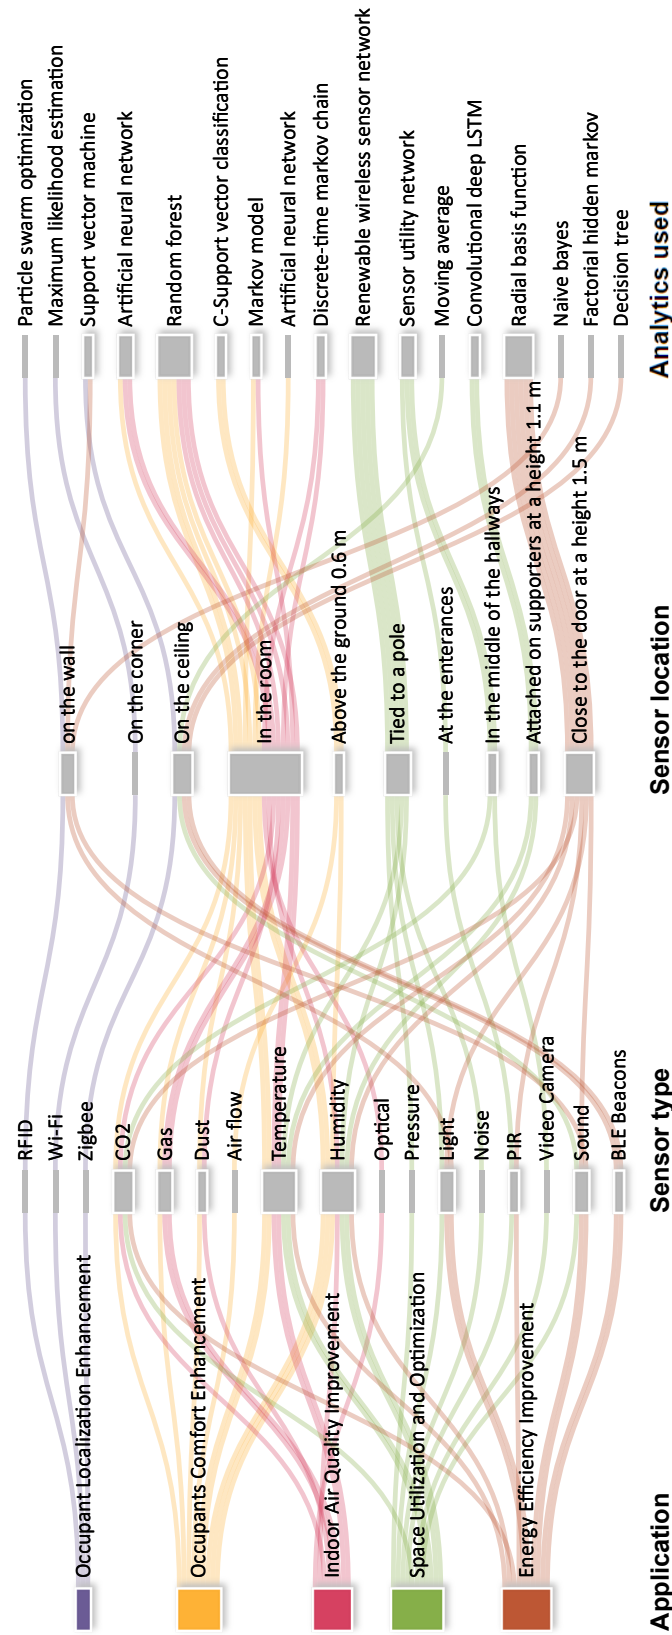 Application
Sensor type
Sensor location
Analytics used
Occupant Localization Enhancement
Occupants Comfort Enhancement
Indoor Air Quality Improvement
Space Utilization and Optimization
Energy Efficiency Improvement
RFID
Wi-Fi
Zigbee
CO2
Gas
Dust
Air flow
Temperature
Humidity
Optical
Pressure
Light
Noise
PIR
Video Camera
Sound
BLE Beacons
on the wall
On the corner
On the ceiling
In the room
Above the ground 0.6 m
Tied to a pole
At the enterances
In the middle of the hallways
Attached on supporters at a height 1.1 m
Close to the door at a height 1.5 m
Particle swarm optimization
Maximum likelihood estimation
Support vector machine
Artificial neural network
Random forest
C-Support vector classification
Markov model
Artificial neural network
Discrete-time markov chain
Renewable wireless sensor network
Sensor utility network
Moving average
Convolutional deep LSTM
Radial basis function
Naive bayes
Factorial hidden markov
Decision tree